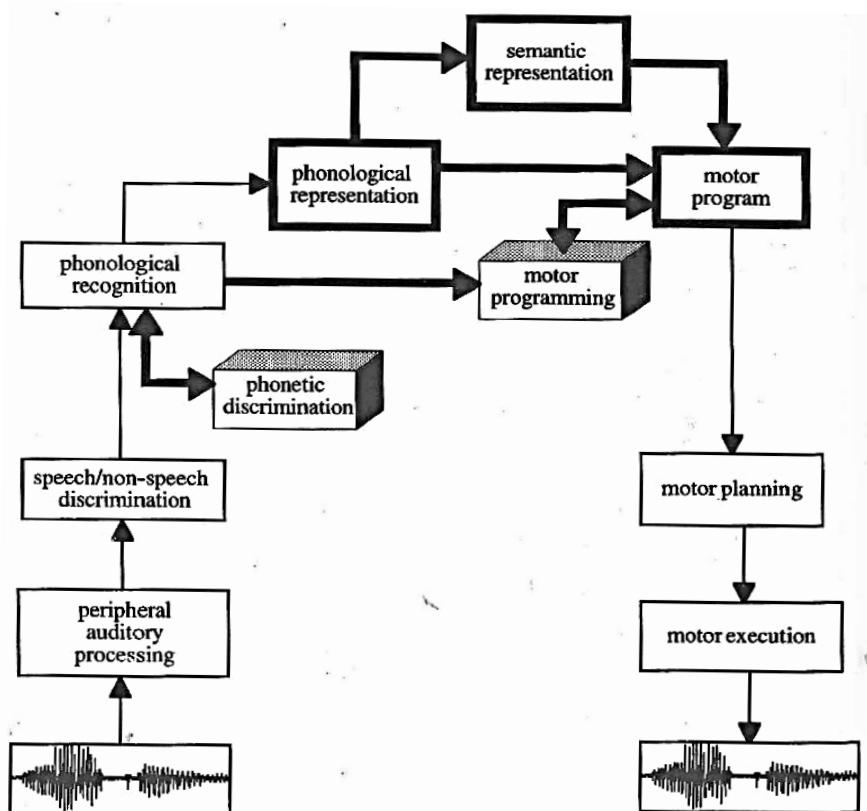 semantic
representation
phonological
representation
motor
program
phonological
recognition
motor
programming
phonetic
discrimination
speech/non-speech
discrimination
motor planning
peripheral
auditory
processing
motor execution